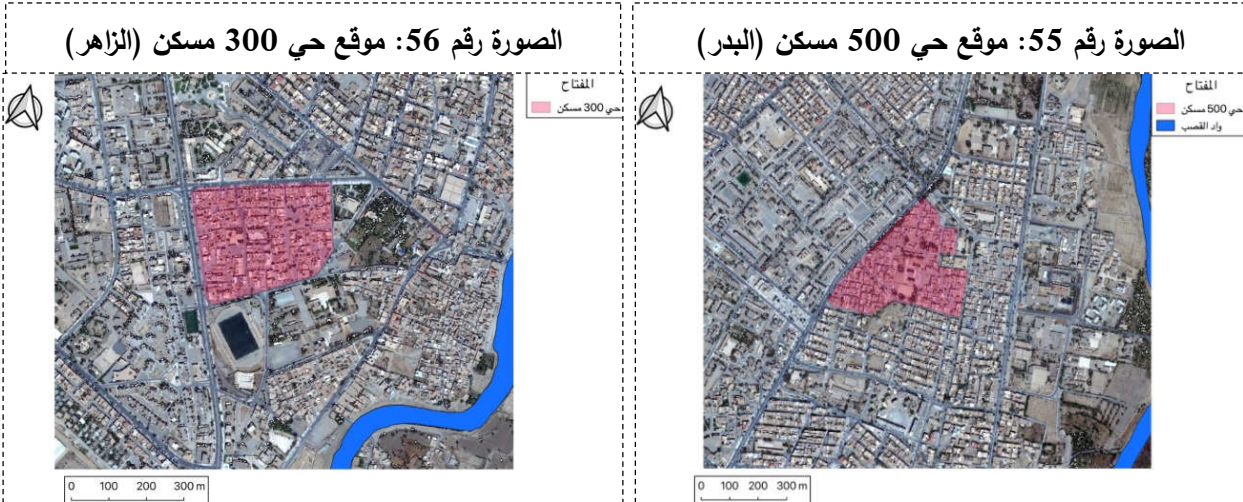 الصورة رقم 55: موقع حي 500 مسكن (البدر)
المفتاح
حي 500 مسكن
واد القصب
0 100 200 300 m
الصورة رقم 56: موقع حي 300 مسكن (الزاهر)
المفتاح
حي 300 مسكن
0 100 200 300 m